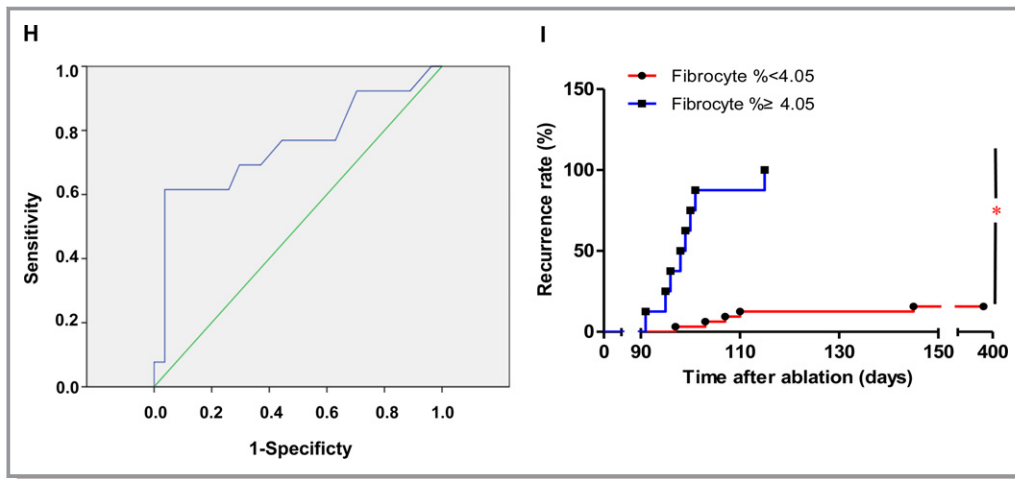 H
1.0
0.8
0.6
0.4
0.2
0.0
Sensitivity
0.0 0.2 0.4 0.6 0.8 1.0
1-Specificty
I
Fibrocyte %<4.05
Fibrocyte %≥ 4.05
150
100
50
0
Recurrence rate (%)
*
0 90 110 130 150 400
Time after ablation (days)